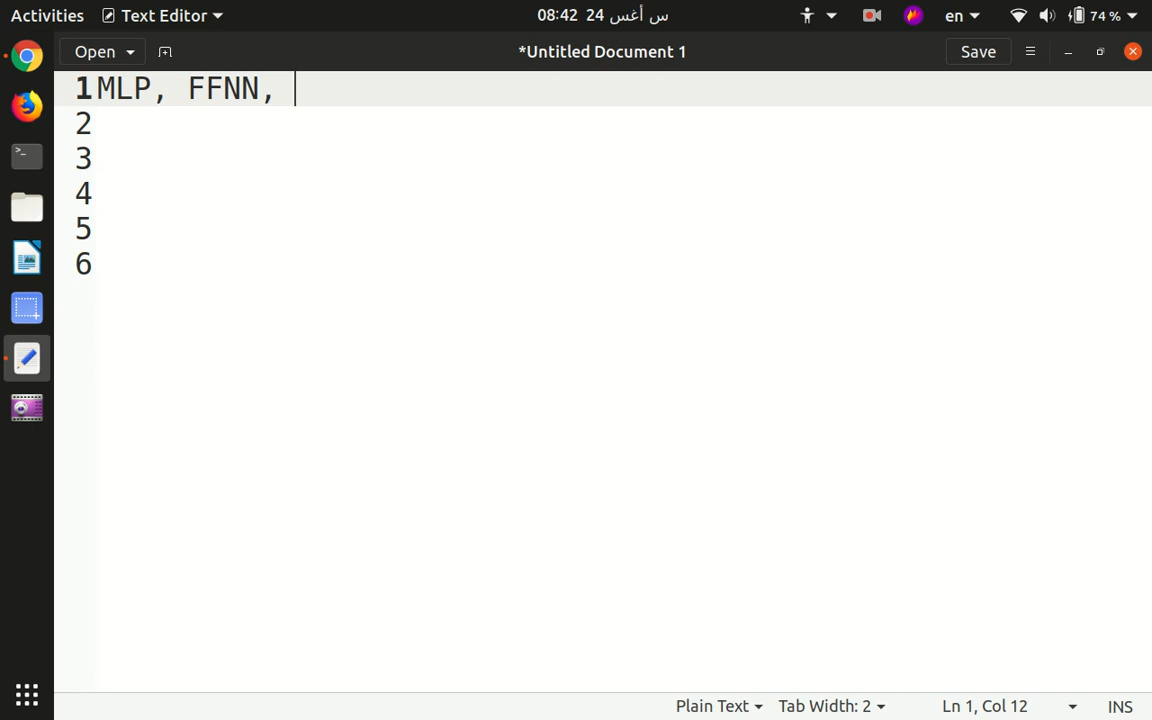 Activities Text Editor 08:42 24 س أغس en 74 %
Open *Untitled Document 1 Save
1 MLP, FFNN,
2
3
4
5
6
Plain Text Tab Width: 2 Ln 1, Col 12 INS